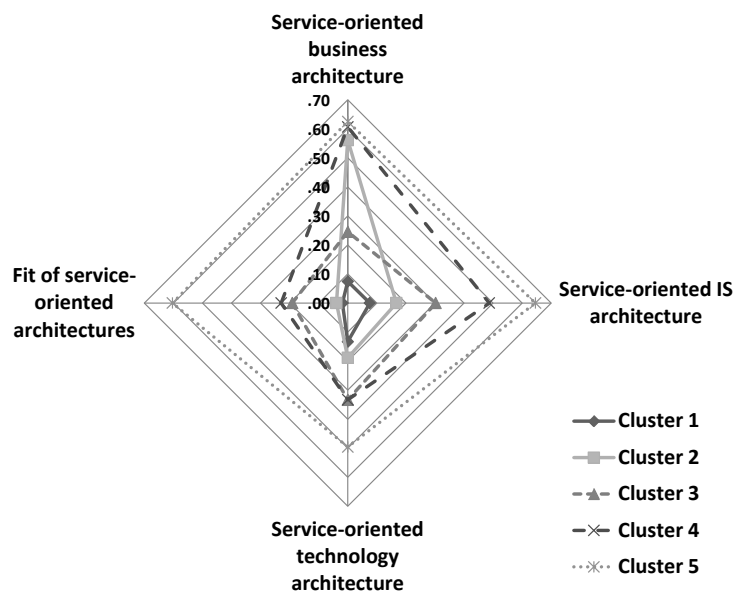 Service-oriented
business
architecture
.70
.60
.50
.40
.30
.20
.10
.00
Fit of service-
oriented
architectures
Service-oriented IS
architecture
Service-oriented
technology
architecture
Cluster 1
Cluster 2
Cluster 3
Cluster 4
Cluster 5